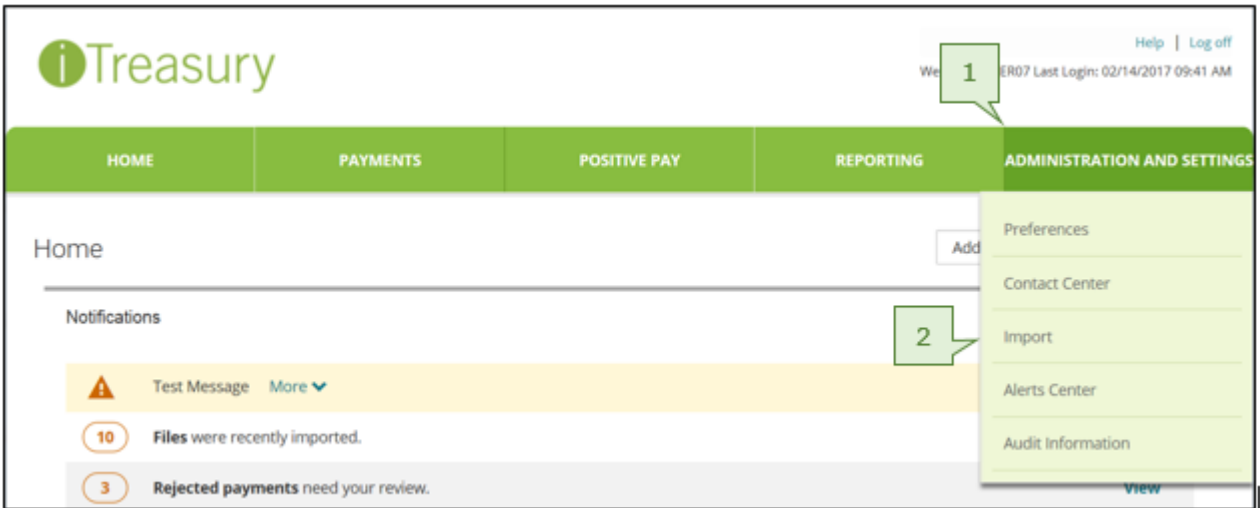 iTreasury
Help | Log off
We ER07 Last Login: 02/14/2017 09:41 AM
1
HOME PAYMENTS POSITIVE PAY REPORTING ADMINISTRATION AND SETTINGS
Home
Add
Preferences
Contact Center
2
Import
Alerts Center
Audit Information
Notifications
Test Message More
10 Files were recently imported.
3 Rejected payments need your review. View